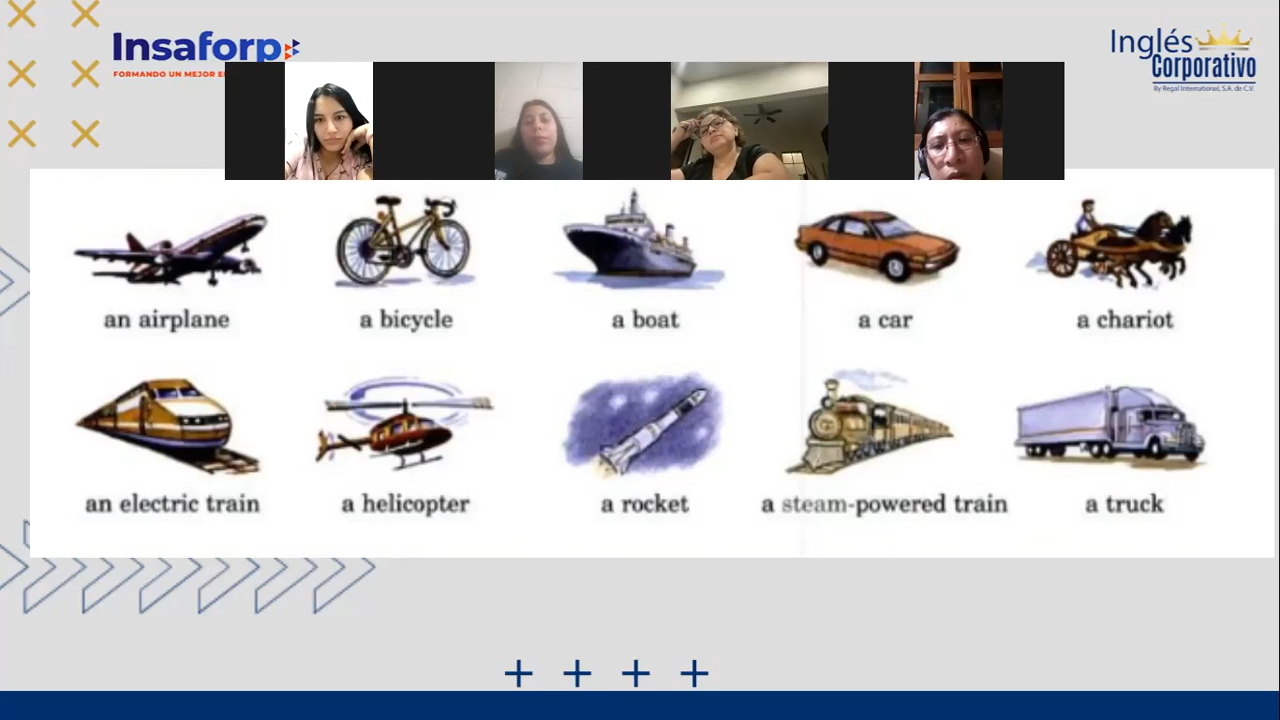 Insaforp
FORMANDO UN MEJOR
Inglés
Corporativo
By Regal International, S.A. de C.V.
an airplane
a bicycle
a boat
a car
a chariot
an electric train
a helicopter
a rocket
a steam-powered train
a truck